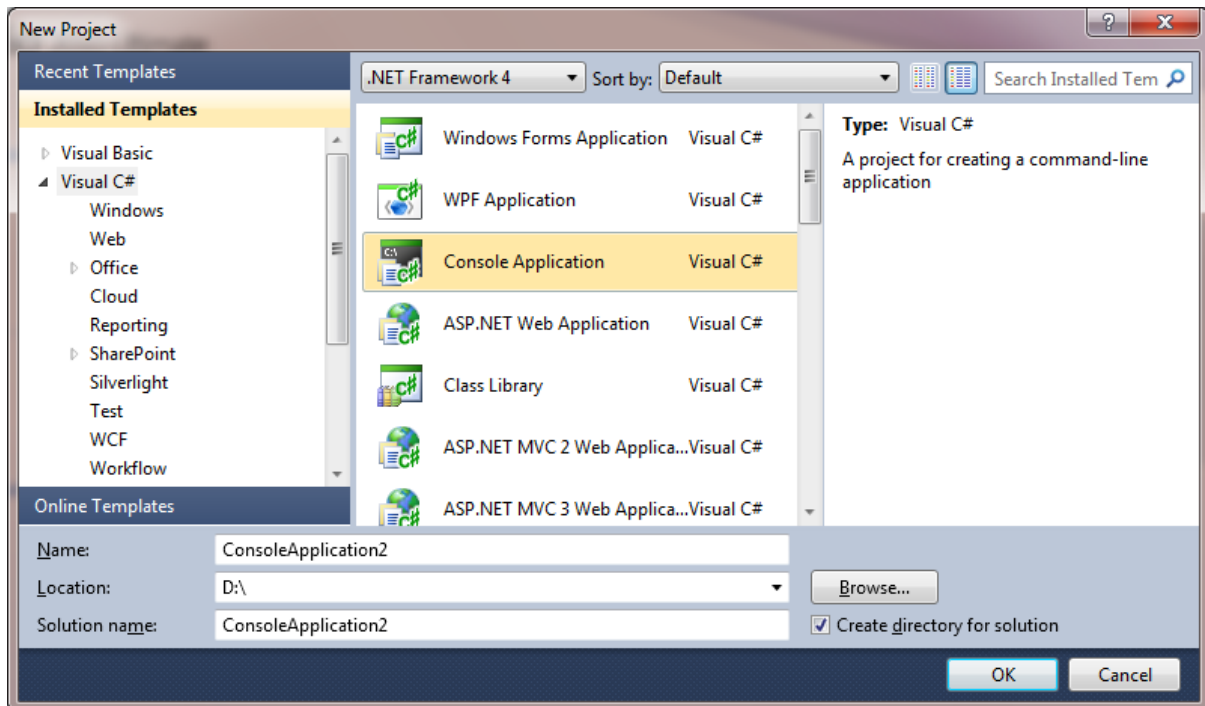 New Project
Recent Templates
Installed Templates
Visual Basic
Visual C#
Windows
Web
Office
Cloud
Reporting
SharePoint
Silverlight
Test
WCF
Workflow
Online Templates
.NET Framework 4 Sort by: Default Search Installed Tem
Windows Forms Application Visual C#
WPF Application Visual C#
Console Application Visual C#
ASP.NET Web Application Visual C#
Class Library Visual C#
ASP.NET MVC 2 Web Applica...Visual C#
ASP.NET MVC 3 Web Applica...Visual C#
Type: Visual C#
A project for creating a command-line
application
Name: ConsoleApplication2
Location: D:\ Browse...
Solution name: ConsoleApplication2 Create directory for solution
OK Cancel